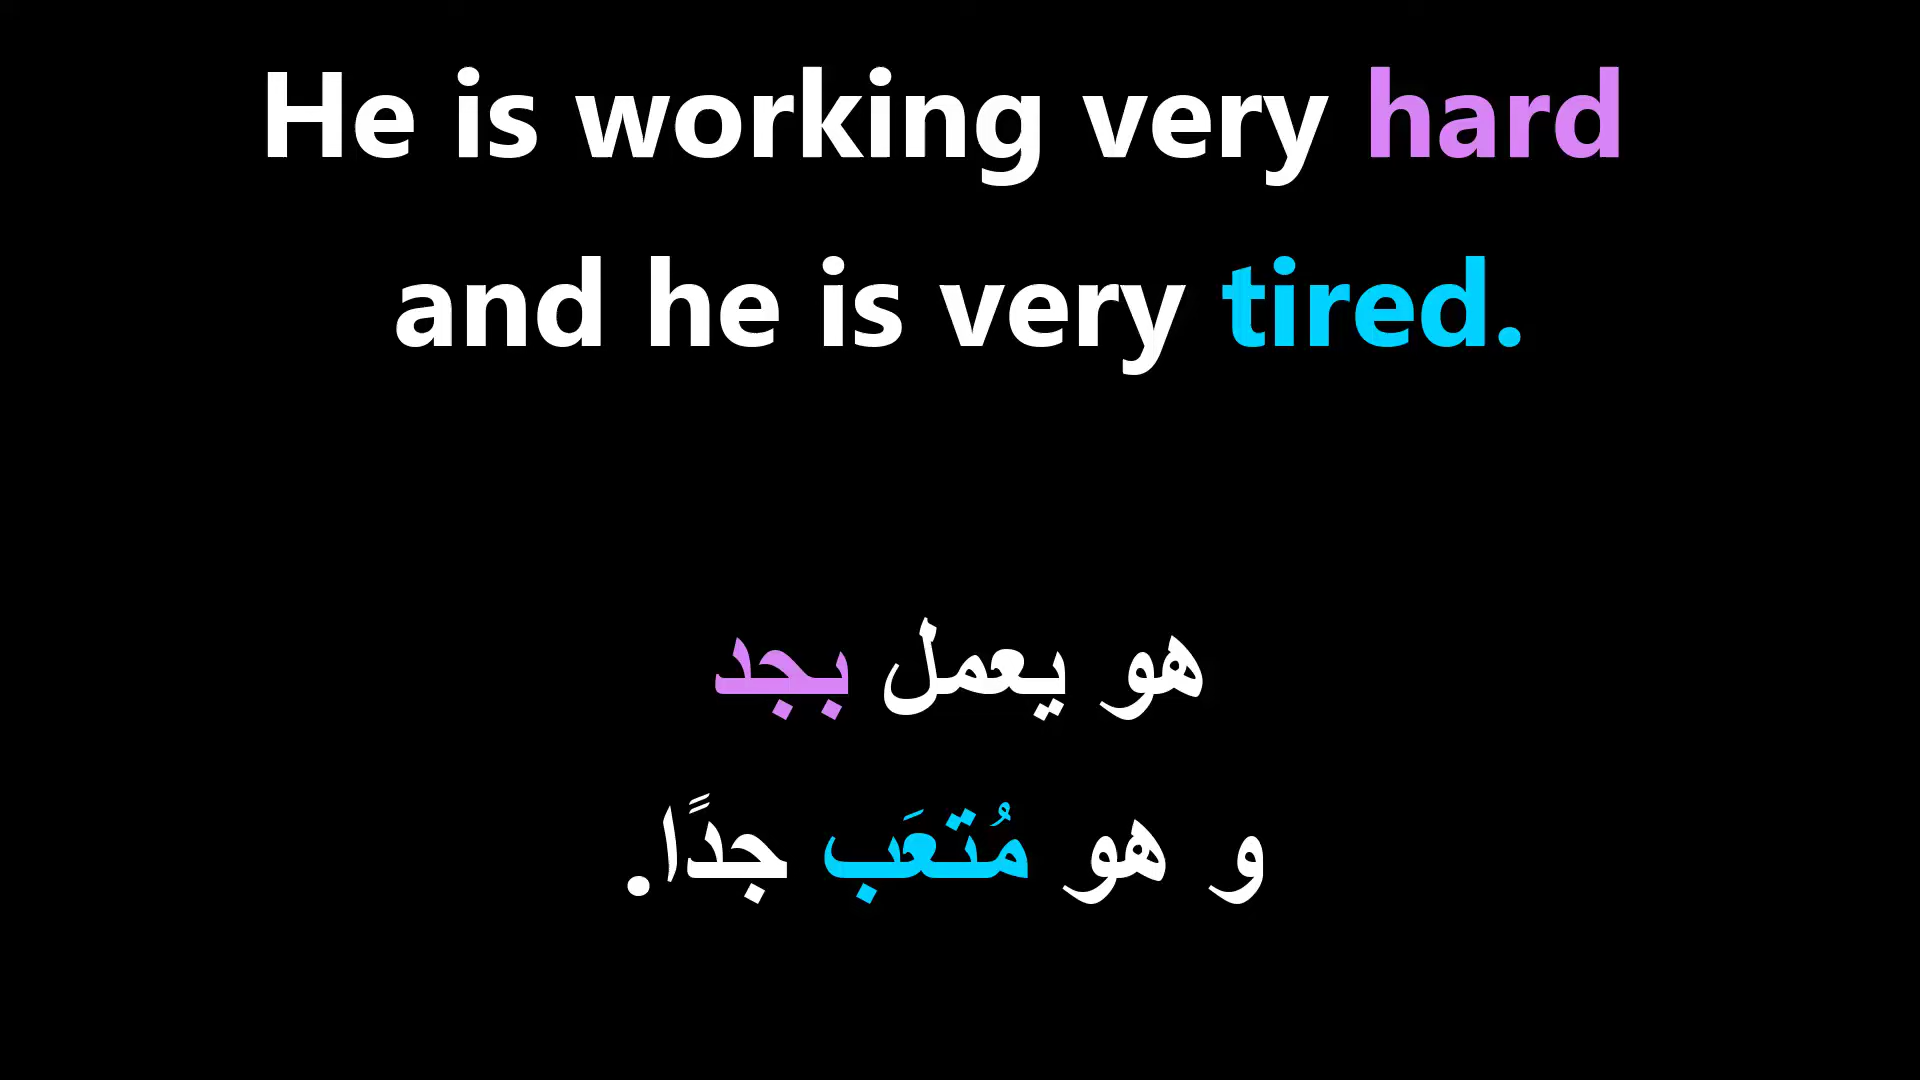 He is working very hard
and he is very tired.
هو يعمل بجد
و هو مُتعَب جدًا.